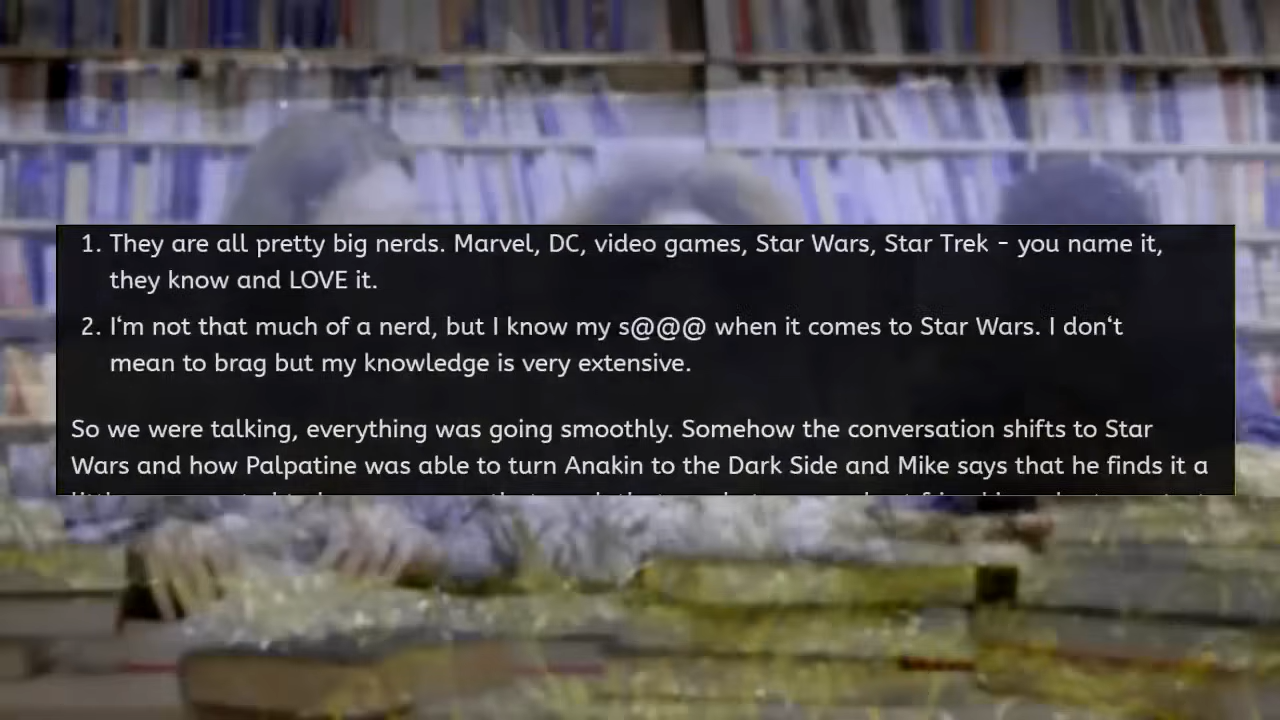 1. They are all pretty big nerds. Marvel, DC, video games, Star Wars, Star Trek - you name it,
they know and LOVE it.
2. I‘m not that much of a nerd, but I know my s@@@ when it comes to Star Wars. I don‘t
mean to brag but my knowledge is very extensive.
So we were talking, everything was going smoothly. Somehow the conversation shifts to Star
Wars and how Palpatine was able to turn Anakin to the Dark Side and Mike says that he finds it a